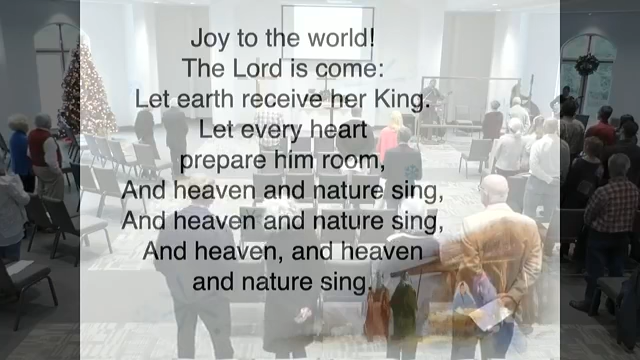 Joy to the world!
The Lord is come:
Let earth receive her King.
Let every heart
prepare him room,
And heaven and nature sing,
And heaven and nature sing,
And heaven, and heaven
and nature sing.